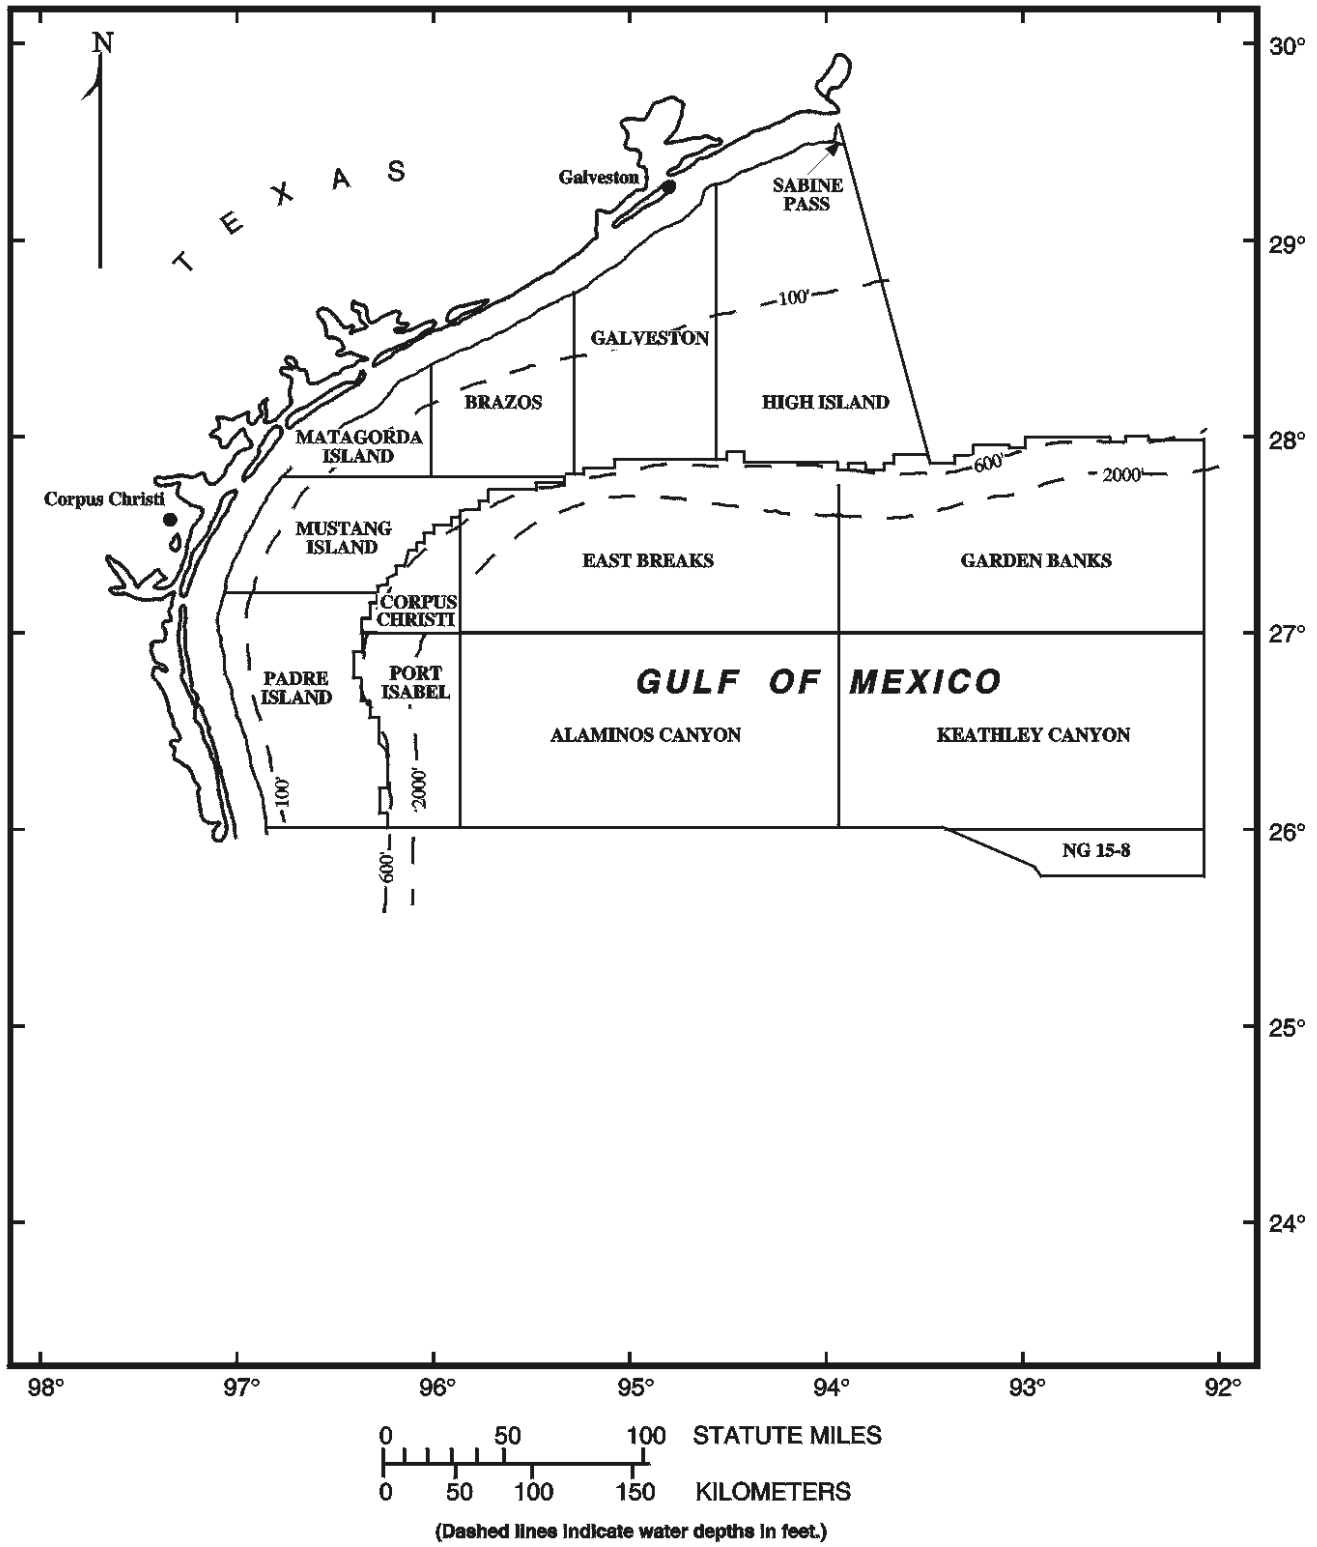 N
30°
TEXAS
Galveston
SABINE
PASS
29°
100'
GALVESTON
BRAZOS
HIGH ISLAND
MATAGORDA
ISLAND
28°
600'
2000'
Corpus Christi
MUSTANG
ISLAND
EAST BREAKS
GARDEN BANKS
CORPUS
CHRISTI
27°
PADRE
ISLAND
PORT
ISABEL
GULF OF MEXICO
ALAMINOS CANYON
KEATHLEY CANYON
100'
2000'
26°
600'
NG 15-8
25°
24°
98° 97° 96° 95° 94° 93° 92°
0 50 100 STATUTE MILES
0 50 100 150 KILOMETERS
(Dashed lines indicate water depths in feet.)